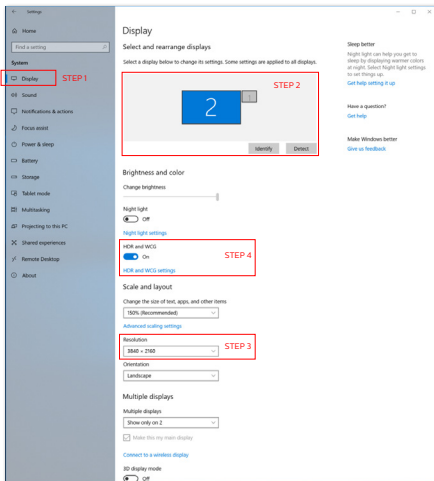 Settings
Home
Find a setting
System
Display
STEP 1
Sound
Notifications & actions
Focus assist
Power & sleep
Battery
Storage
Tablet mode
Multitasking
Projecting to this PC
Shared experiences
Remote Desktop
About
Display
Select and rearrange displays
Select a display below to change its settings. Some settings are applied to all displays.
STEP 2
2
1
Identify
Detect
Brightness and color
Change brightness
Night light
Off
Night light settings
HDR and WCG
On
STEP 4
HDR and WCG settings
Scale and layout
Change the size of text, apps, and other items
150% (Recommended)
Advanced scaling settings
Resolution
STEP 3
3840 × 2160
Orientation
Landscape
Multiple displays
Multiple displays
Show only on 2
Make this my main display
Connect to a wireless display
3D display mode
Off
Sleep better
Night light can help you get to
sleep by displaying warmer colors
at night. Select Night light settings
to set things up.
Get help setting it up
Have a question?
Get help
Make Windows better
Give us feedback